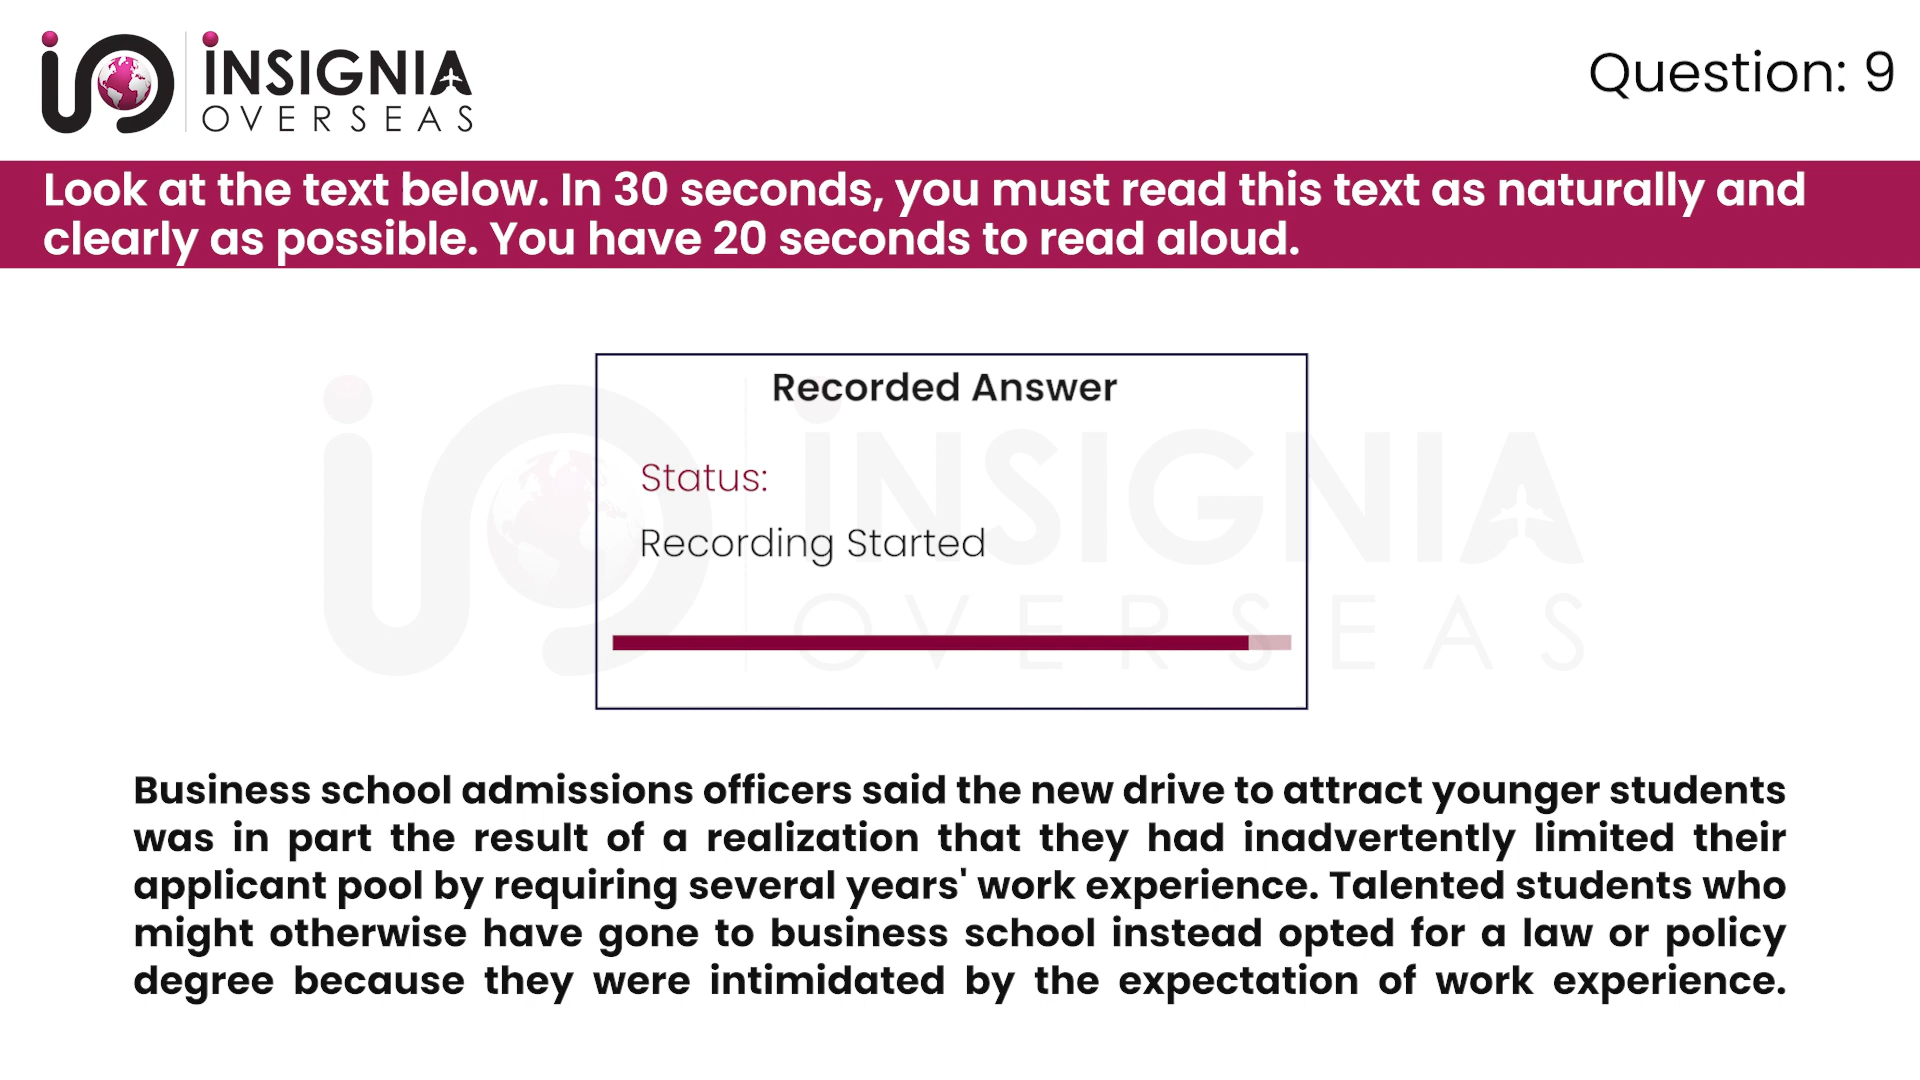 iNSIGNIA
OVERSEAS
Question: 9
Look at the text below. In 30 seconds, you must read this text as naturally and
clearly as possible. You have 20 seconds to read aloud.
Recorded Answer
Status:
Recording Started
iNSIGNIA
OVERSEAS
Business school admissions officers said the new drive to attract younger students
was in part the result of a realization that they had inadvertently limited their
applicant pool by requiring several years' work experience. Talented students who
might otherwise have gone to business school instead opted for a law or policy
degree because they were intimidated by the expectation of work experience.